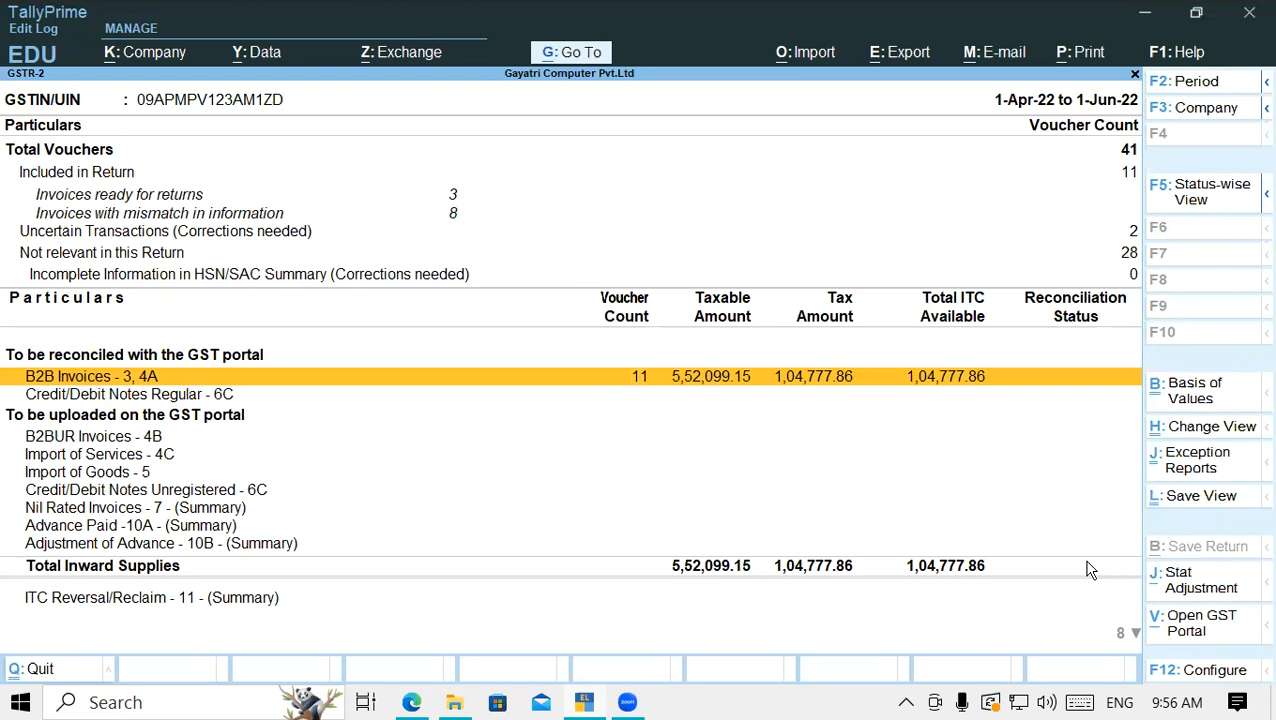 TallyPrime
Edit Log MANAGE
EDU K: Company Y: Data Z: Exchange G: Go To O: Import E: Export M: E-mail P: Print F1: Help
GSTR-2 Gayatri Computer Pvt.Ltd ×
GSTIN/UIN : 09APMPV123AM1ZD 1-Apr-22 to 1-Jun-22
Particulars Voucher Count
Total Vouchers 41
Included in Return 11
Invoices ready for returns 3
Invoices with mismatch in information 8
Uncertain Transactions (Corrections needed) 2
Not relevant in this Return 28
Incomplete Information in HSN/SAC Summary (Corrections needed) 0
Particulars Voucher Count Taxable Amount Tax Amount Total ITC Available Reconciliation Status
To be reconciled with the GST portal
B2B Invoices - 3, 4A 11 5,52,099.15 1,04,777.86 1,04,777.86
Credit/Debit Notes Regular - 6C
To be uploaded on the GST portal
B2BUR Invoices - 4B
Import of Services - 4C
Import of Goods - 5
Credit/Debit Notes Unregistered - 6C
Nil Rated Invoices - 7 - (Summary)
Advance Paid -10A - (Summary)
Adjustment of Advance - 10B - (Summary)
Total Inward Supplies 5,52,099.15 1,04,777.86 1,04,777.86
ITC Reversal/Reclaim - 11 - (Summary)
8 ▼
F2: Period
F3: Company
F4
F5: Status-wise View
F6
F7
F8
F9
F10
B: Basis of Values
H: Change View
J: Exception Reports
L: Save View
B: Save Return
J: Stat Adjustment
V: Open GST Portal
F12: Configure
Q: Quit
Search ENG 9:56 AM